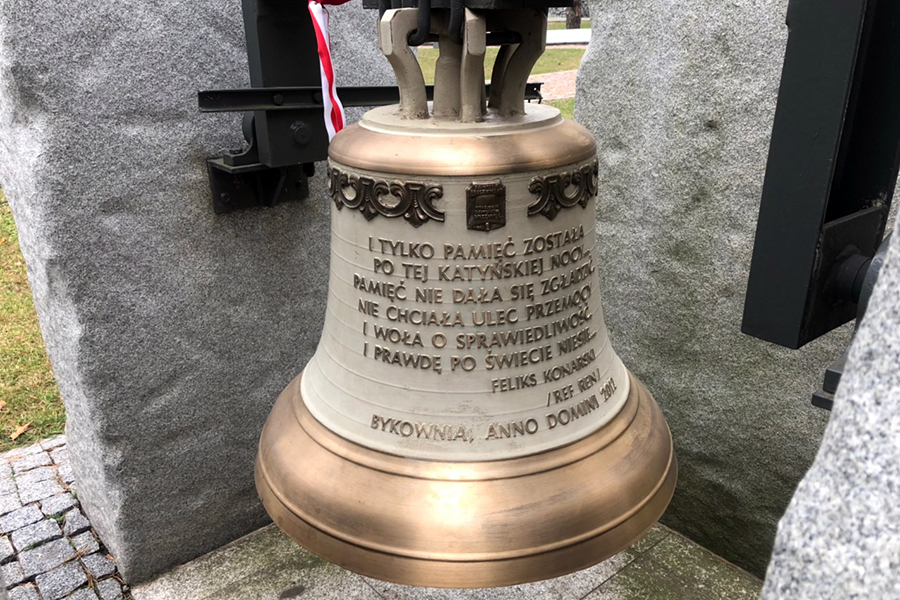 I TYLKO PAMIĘĆ ZOSTAŁA
PO TEJ KATYŃSKIEJ NOCY...
PAMIĘĆ NIE DAŁA SIĘ ZGŁADZIĆ,
NIE CHCIAŁA ULEC PRZEMOCY
I WOŁA O SPRAWIEDLIWOŚĆ
I PRAWDĘ PO ŚWIECIE NIESIE...
FELIKS KONARSKI
/REF REN/
BYKOWNIA, ANNO DOMINI 2012